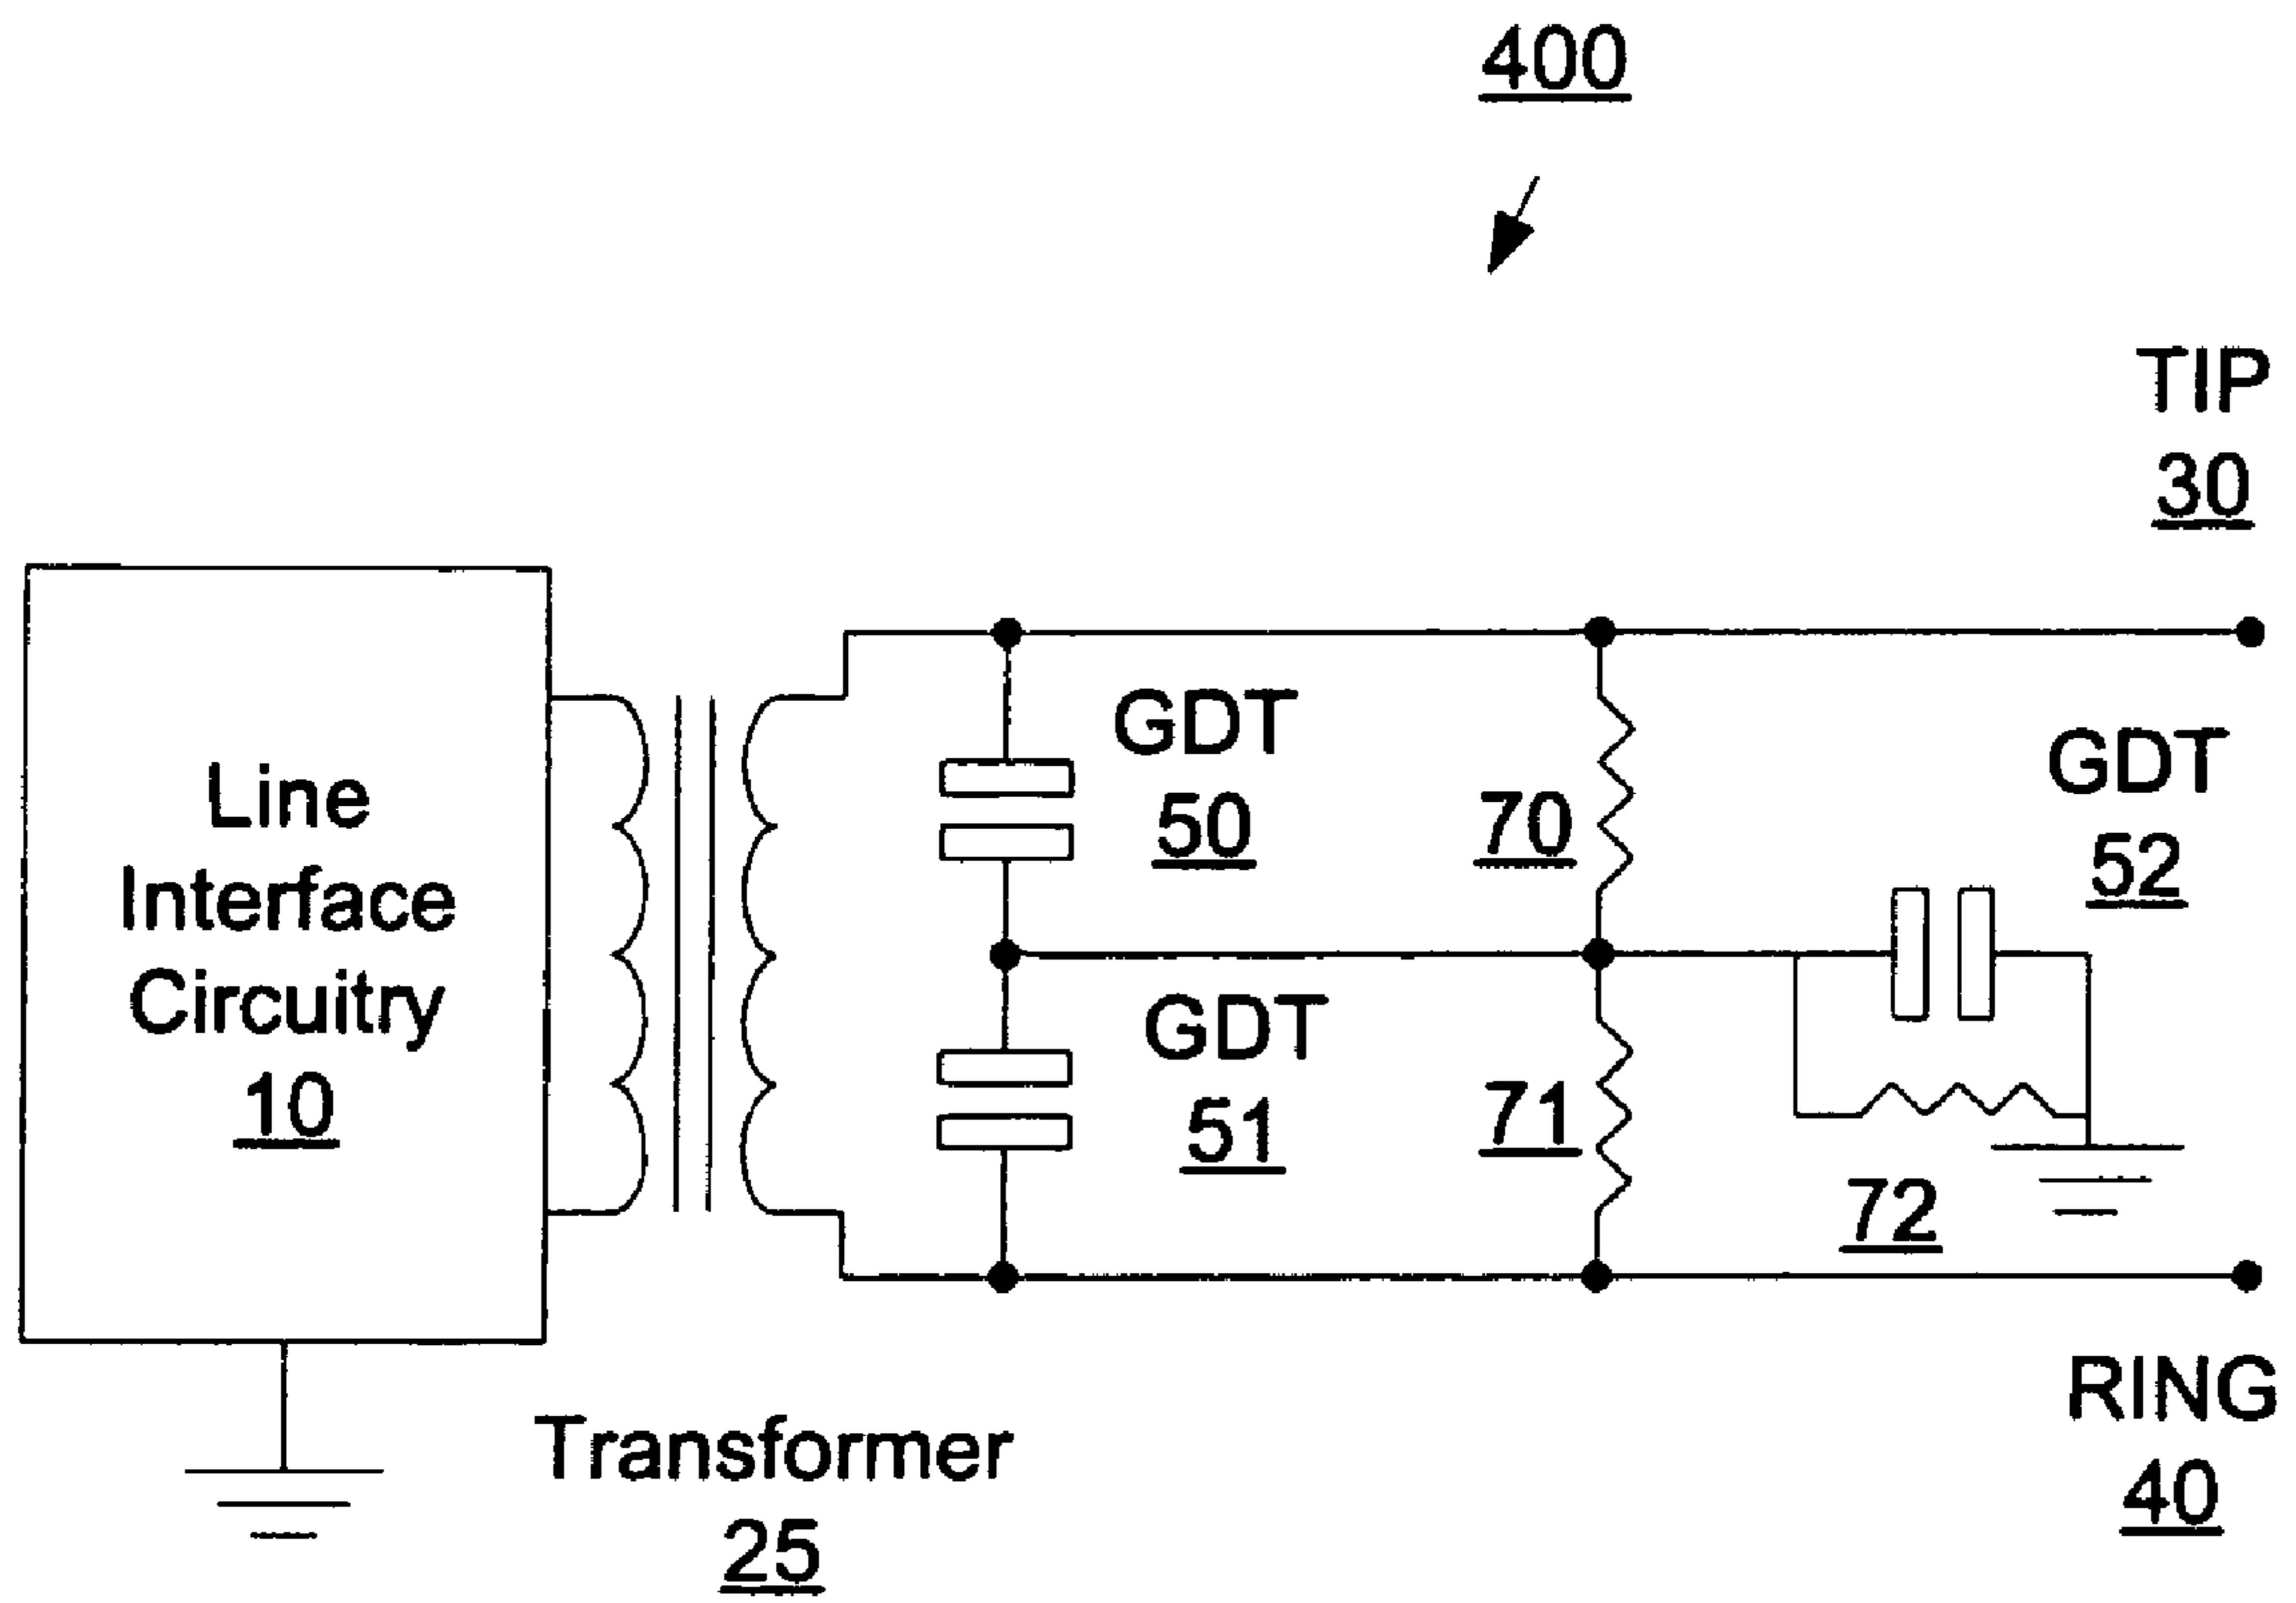 400
TIP
30
GDT
50
70
GDT
52
Line
Interface
Circuitry
10
GDT
51
71
72
Transformer
25
RING
40